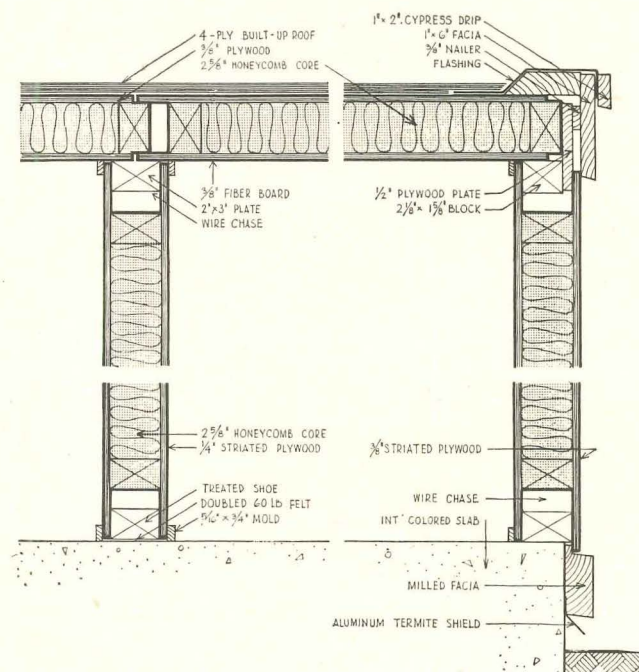 4-PLY BUILT-UP ROOF
3/8" PLYWOOD
2 5/8" HONEYCOMB CORE
1"x 2" CYPRESS DRIP
1"x 6" FACIA
3/8" NAILER
FLASHING
3/8" FIBER BOARD
2"x3" PLATE
WIRE CHASE
1/2" PLYWOOD PLATE
2 1/8"x 1 5/8" BLOCK
2 5/8" HONEYCOMB CORE
1/4" STRIATED PLYWOOD
3/8" STRIATED PLYWOOD
TREATED SHOE
DOUBLED 60 LB FELT
5/16" x 3/4" MOLD
WIRE CHASE
INT' COLORED SLAB
MILLED FACIA
ALUMINUM TERMITE SHIELD